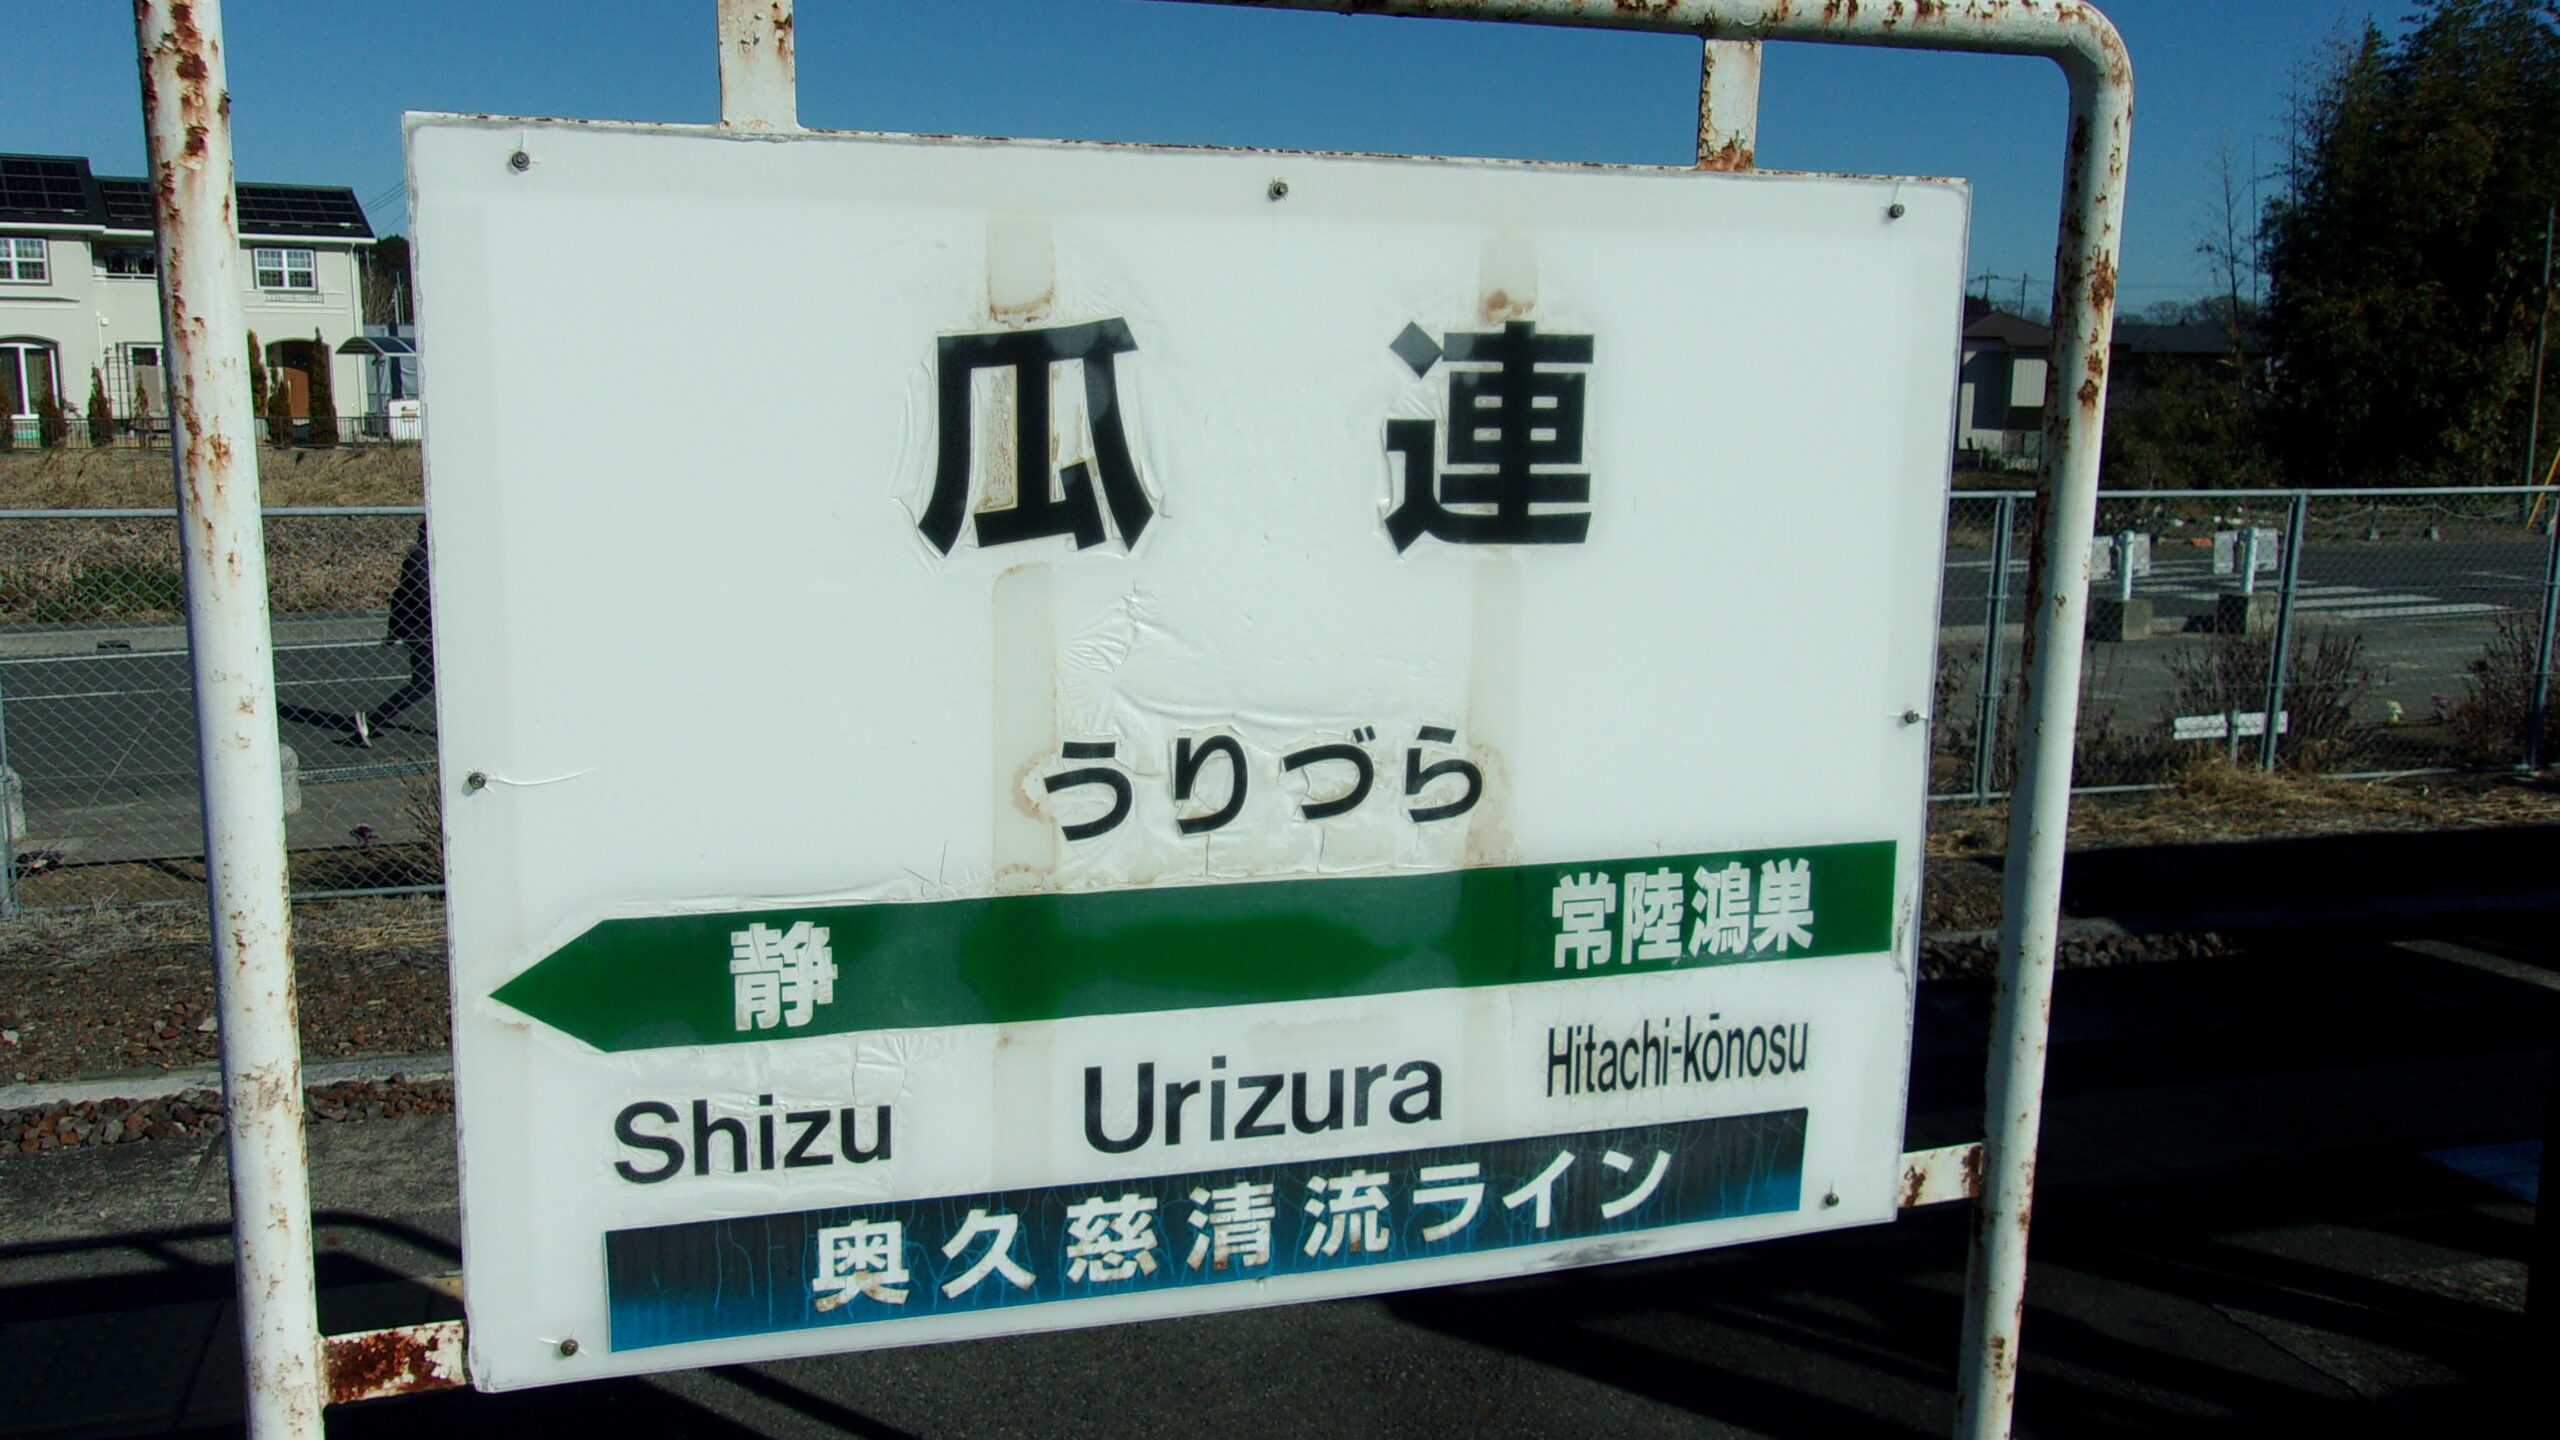 瓜連
うりづら
静 常陸鴻巣
Shizu Urizura Hitachi-kōnosu
奥久慈清流ライン